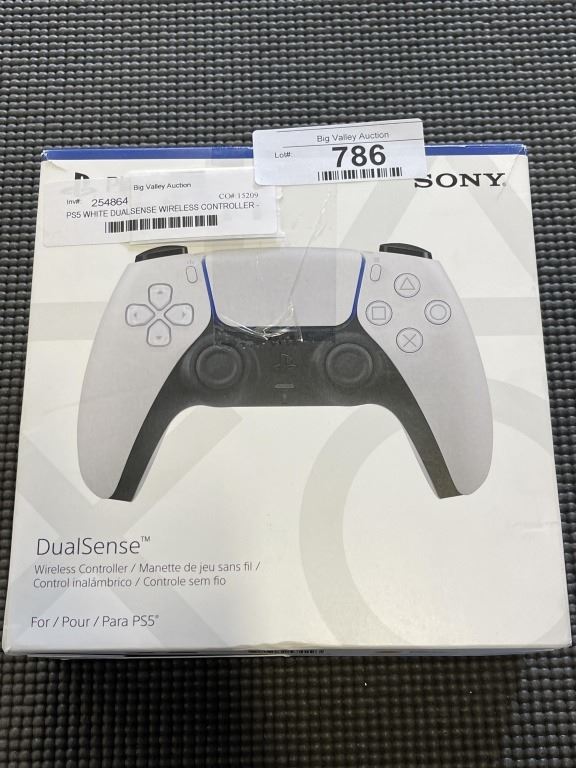 Big Valley Auction
Lot#: 786
Big Valley Auction
Inv#: 254864 CO#:15209
PS5 WHITE DUALSENSE WIRELESS CONTROLLER -
SONY
DualSense™
Wireless Controller / Manette de jeu sans fil /
Control inalámbrico / Controle sem fio
For / Pour / Para PS5®